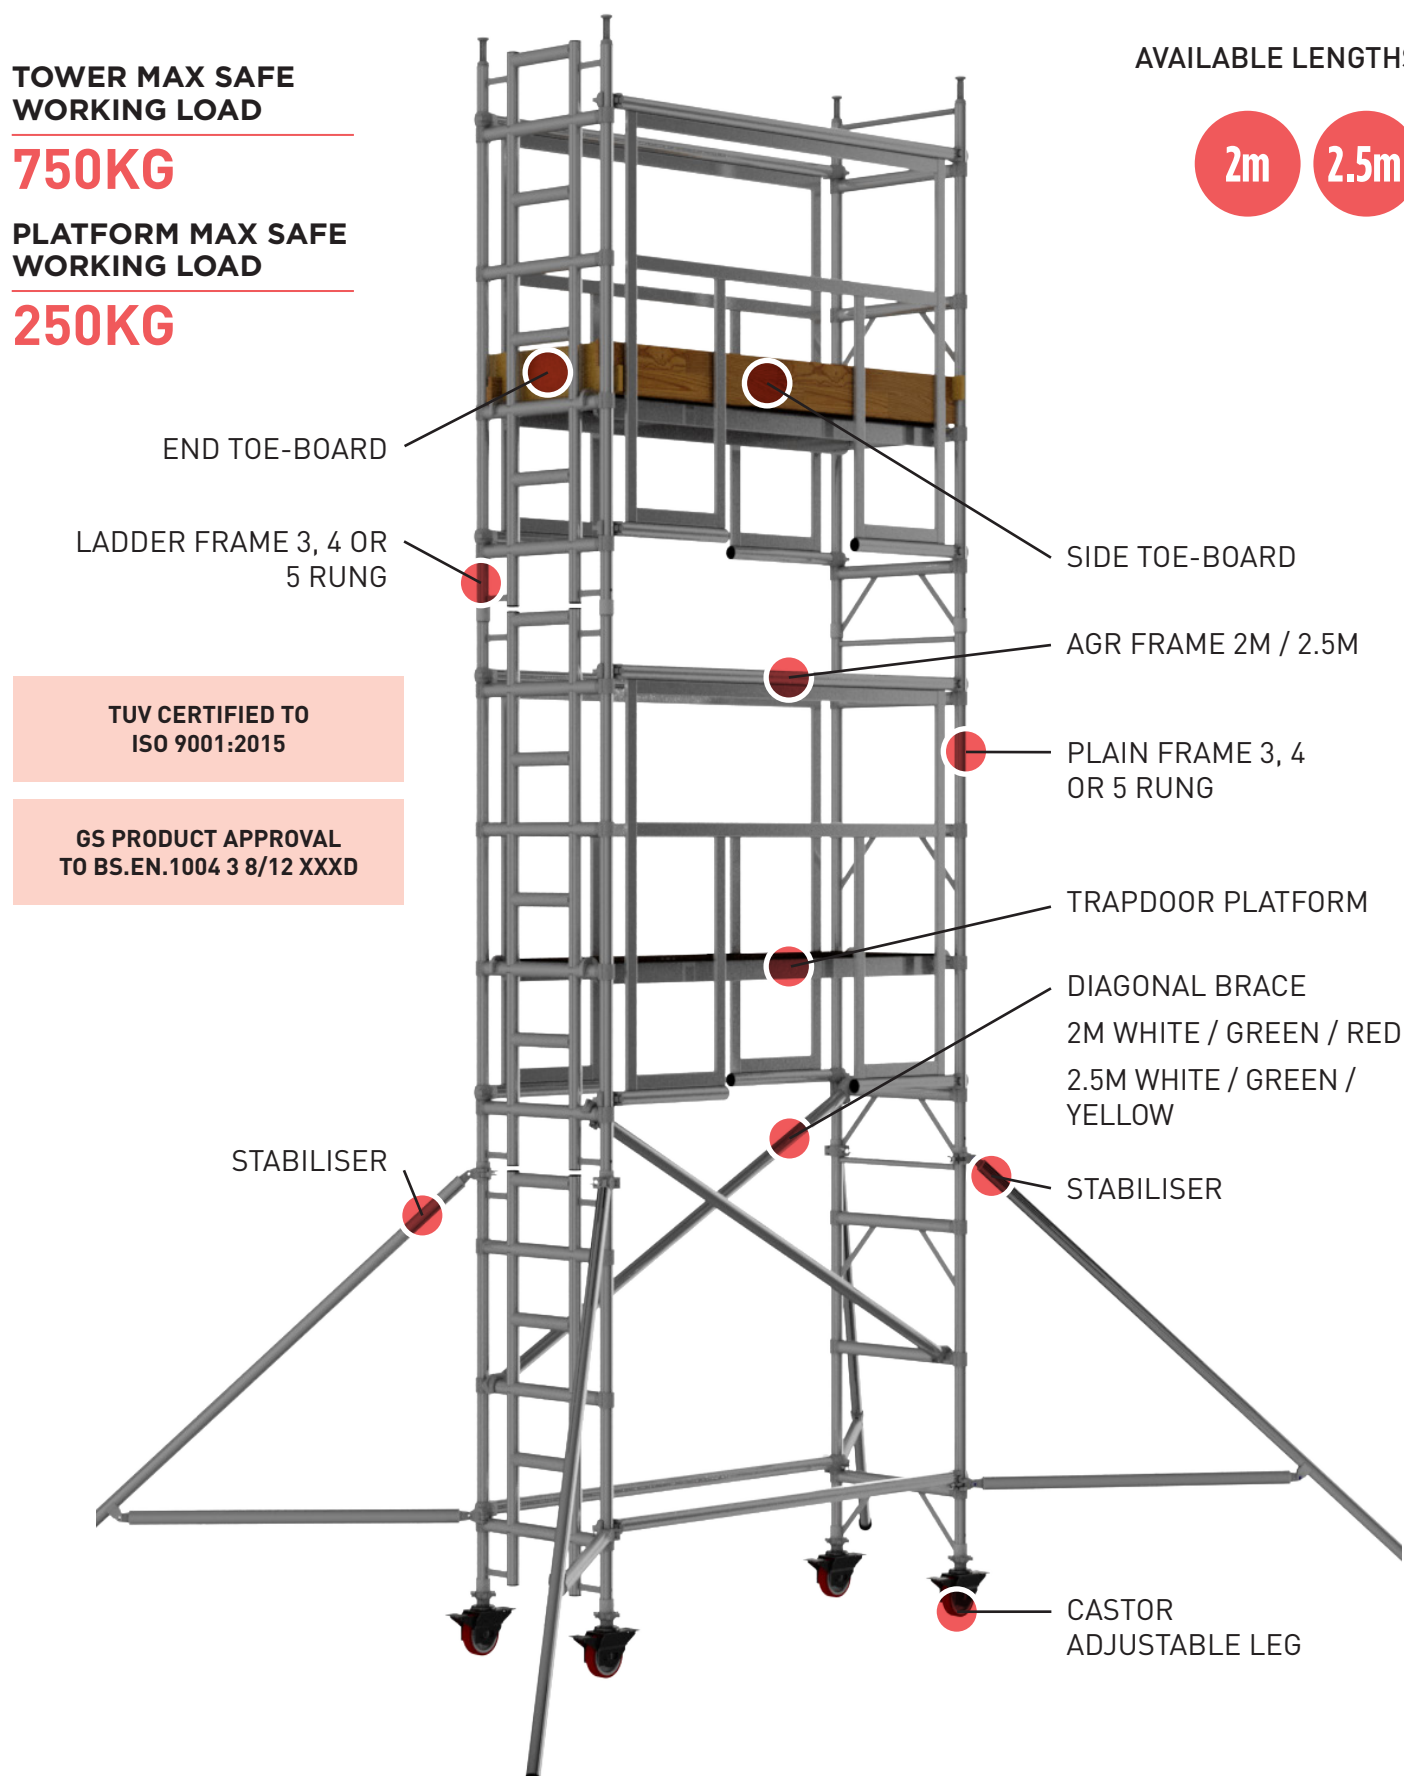 TOWER MAX SAFE
WORKING LOAD
750KG
PLATFORM MAX SAFE
WORKING LOAD
250KG
AVAILABLE LENGTHS
2m
2.5m
END TOE-BOARD
LADDER FRAME 3, 4 OR
5 RUNG
SIDE TOE-BOARD
AGR FRAME 2M / 2.5M
TUV CERTIFIED TO
ISO 9001:2015
PLAIN FRAME 3, 4
OR 5 RUNG
GS PRODUCT APPROVAL
TO BS.EN.1004 3 8/12 XXXD
TRAPDOOR PLATFORM
DIAGONAL BRACE
2M WHITE / GREEN / RED
2.5M WHITE / GREEN /
YELLOW
STABILISER
STABILISER
CASTOR
ADJUSTABLE LEG